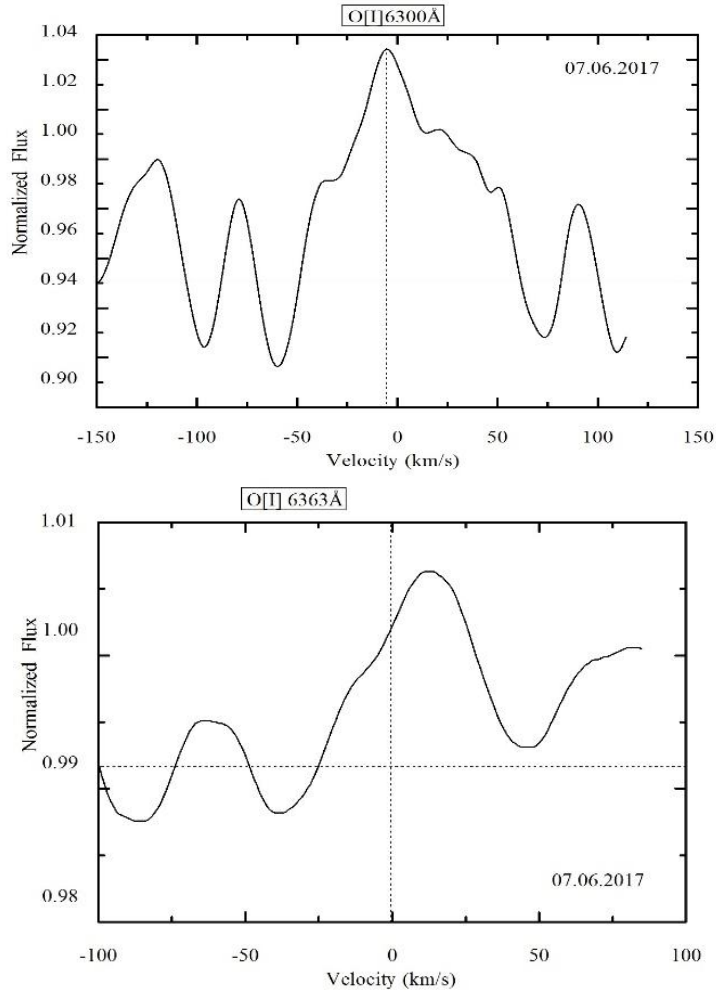 O[I]6300Å
1.04
07.06.2017
1.02
1.00
0.98
0.96
0.94
0.92
0.90
Normalized Flux
-150 -100 -50 0 50 100 150
Velocity (km/s)
O[I] 6363Å
1.01
1.00
0.99
0.98
Normalized Flux
07.06.2017
-100 -50 0 50 100
Velocity (km/s)